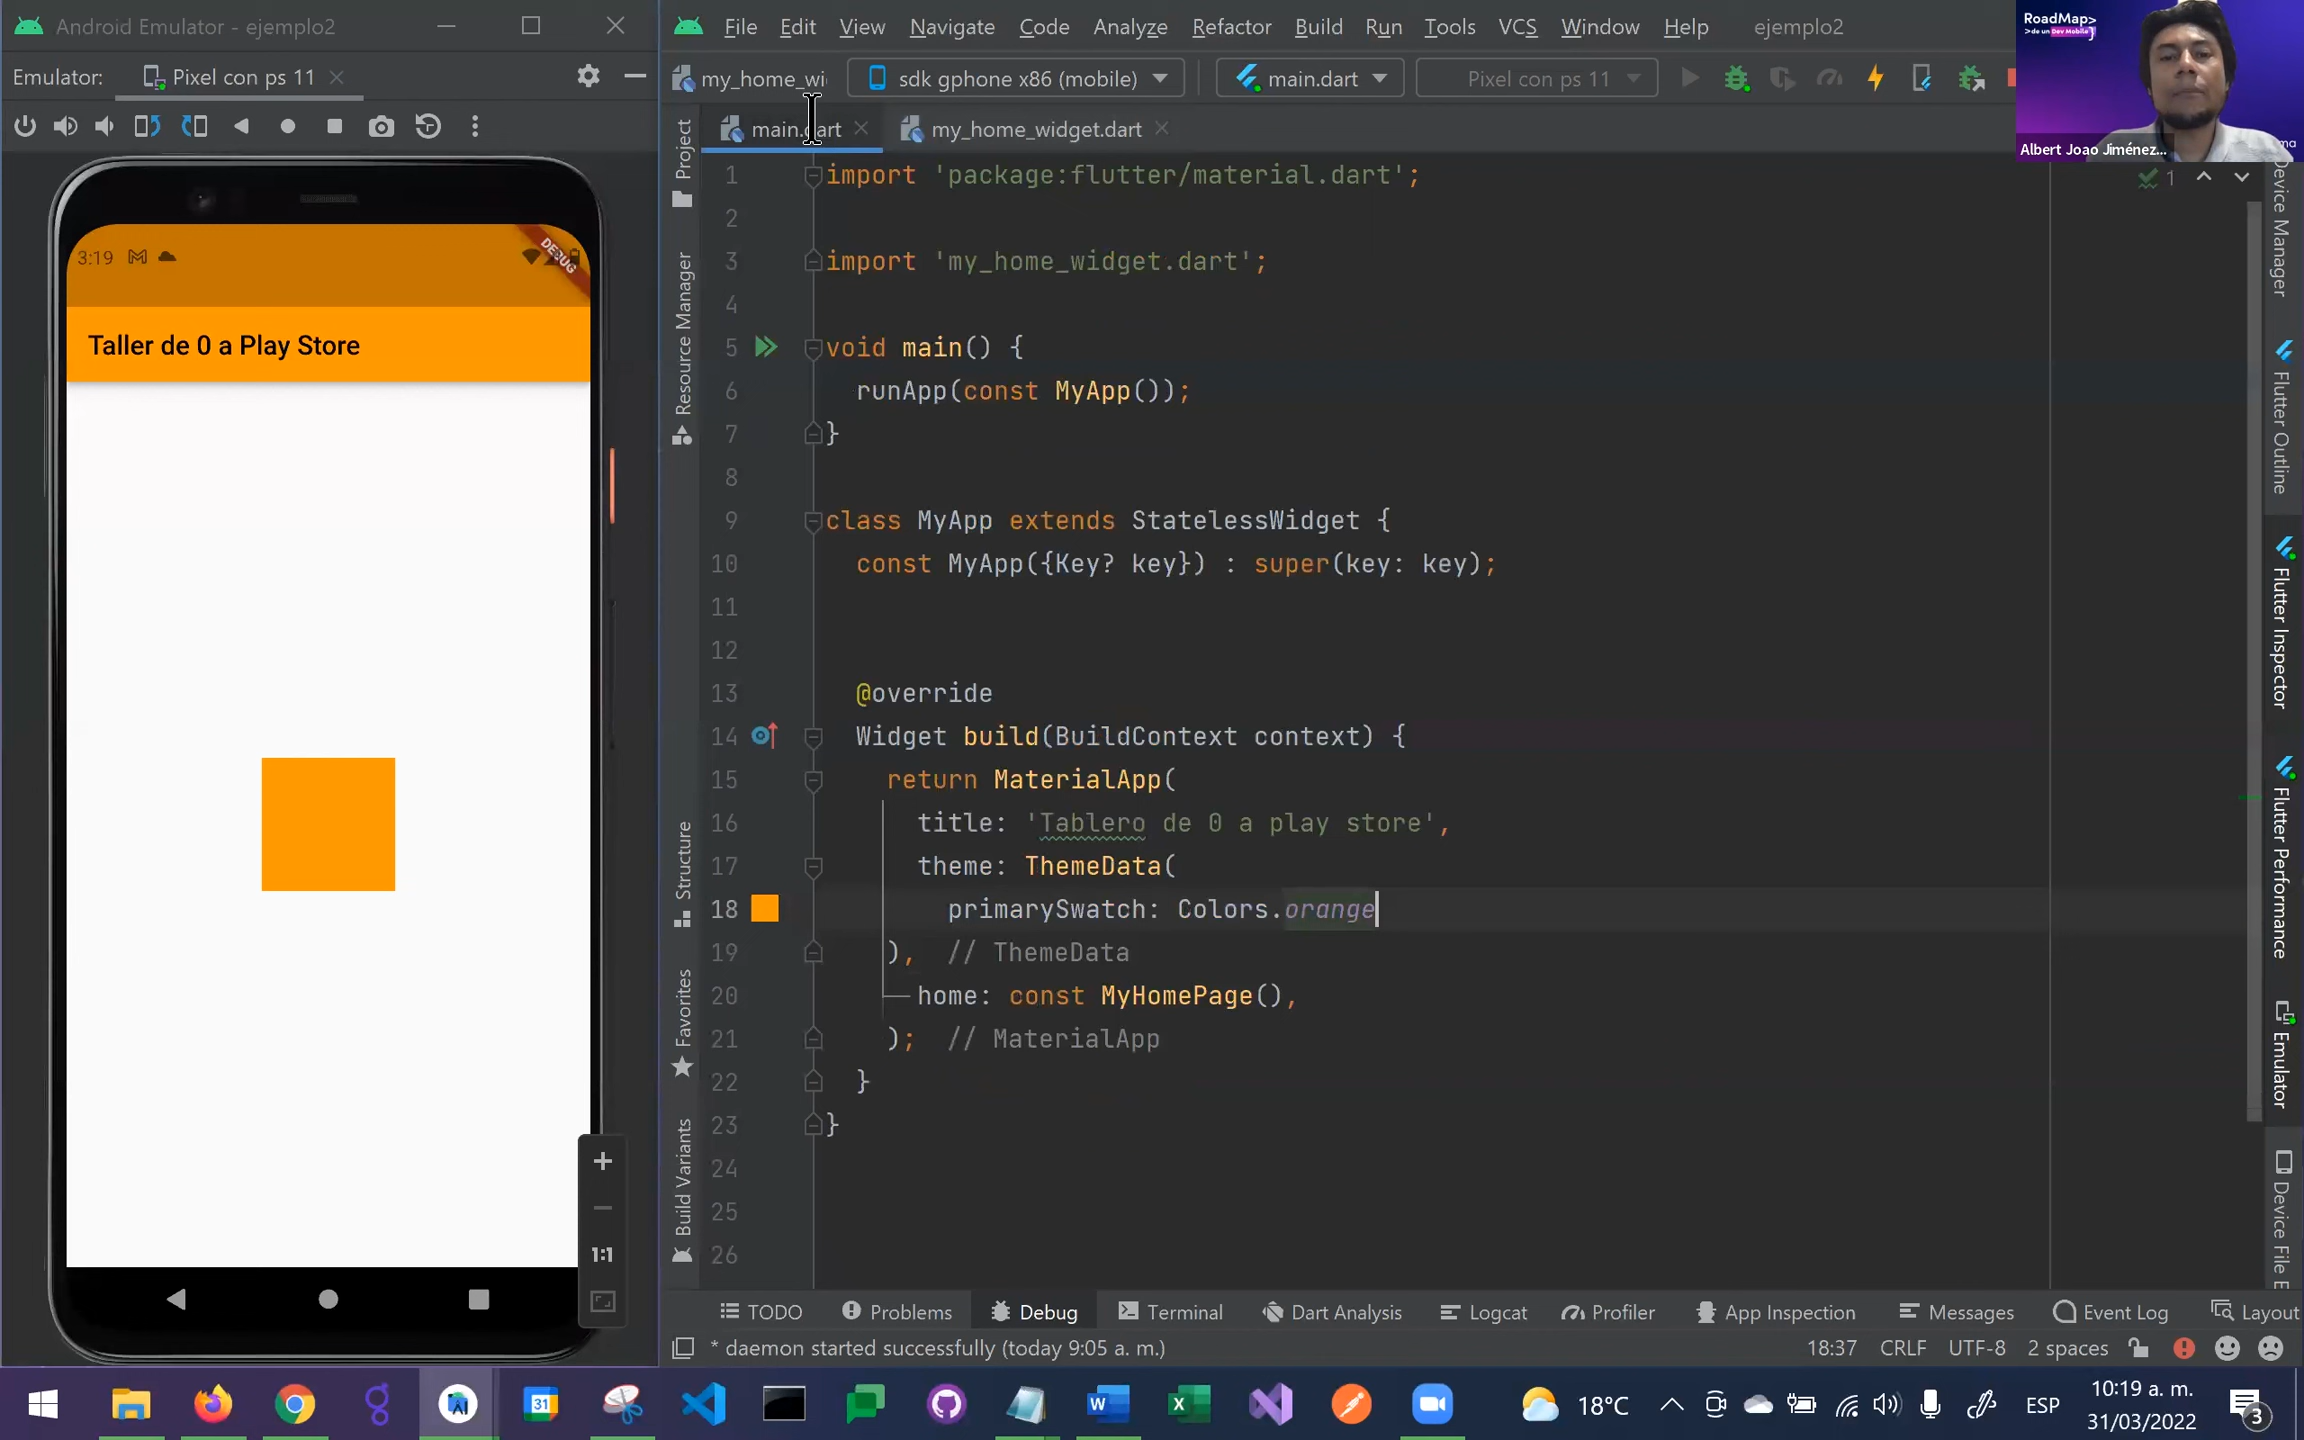 Android Emulator - ejemplo2
File Edit View Navigate Code Analyze Refactor Build Run Tools VCS Window Help ejemplo2
RoadMap>
>de un Dev Mobile }
Albert Joao Jiménez...
Emulator: Pixel con ps 11
my_home_wi sdk gphone x86 (mobile) main.dart Pixel con ps 11
main.dart my_home_widget.dart
3:19
DEBUG
Taller de 0 a Play Store
1:1
Project
Resource Manager
Structure
Favorites
Build Variants
1 import 'package:flutter/material.dart';
2
3 import 'my_home_widget.dart';
4
5 void main() {
6 runApp(const MyApp());
7 }
8
9 class MyApp extends StatelessWidget {
10 const MyApp({Key? key}) : super(key: key);
11
12
13 @override
14 Widget build(BuildContext context) {
15 return MaterialApp(
16 title: 'Tablero de 0 a play store',
17 theme: ThemeData(
18 primarySwatch: Colors.orange
19 ), // ThemeData
20 home: const MyHomePage(),
21 ); // MaterialApp
22 }
23 }
24
25
26
1
Device Manager
Flutter Outline
Flutter Inspector
Flutter Performance
Emulator
Device File E
TODO Problems Debug Terminal Dart Analysis Logcat Profiler App Inspection Messages Event Log Layout
* daemon started successfully (today 9:05 a. m.) 18:37 CRLF UTF-8 2 spaces
31 W 18°C ESP 10:19 a. m.
31/03/2022
3